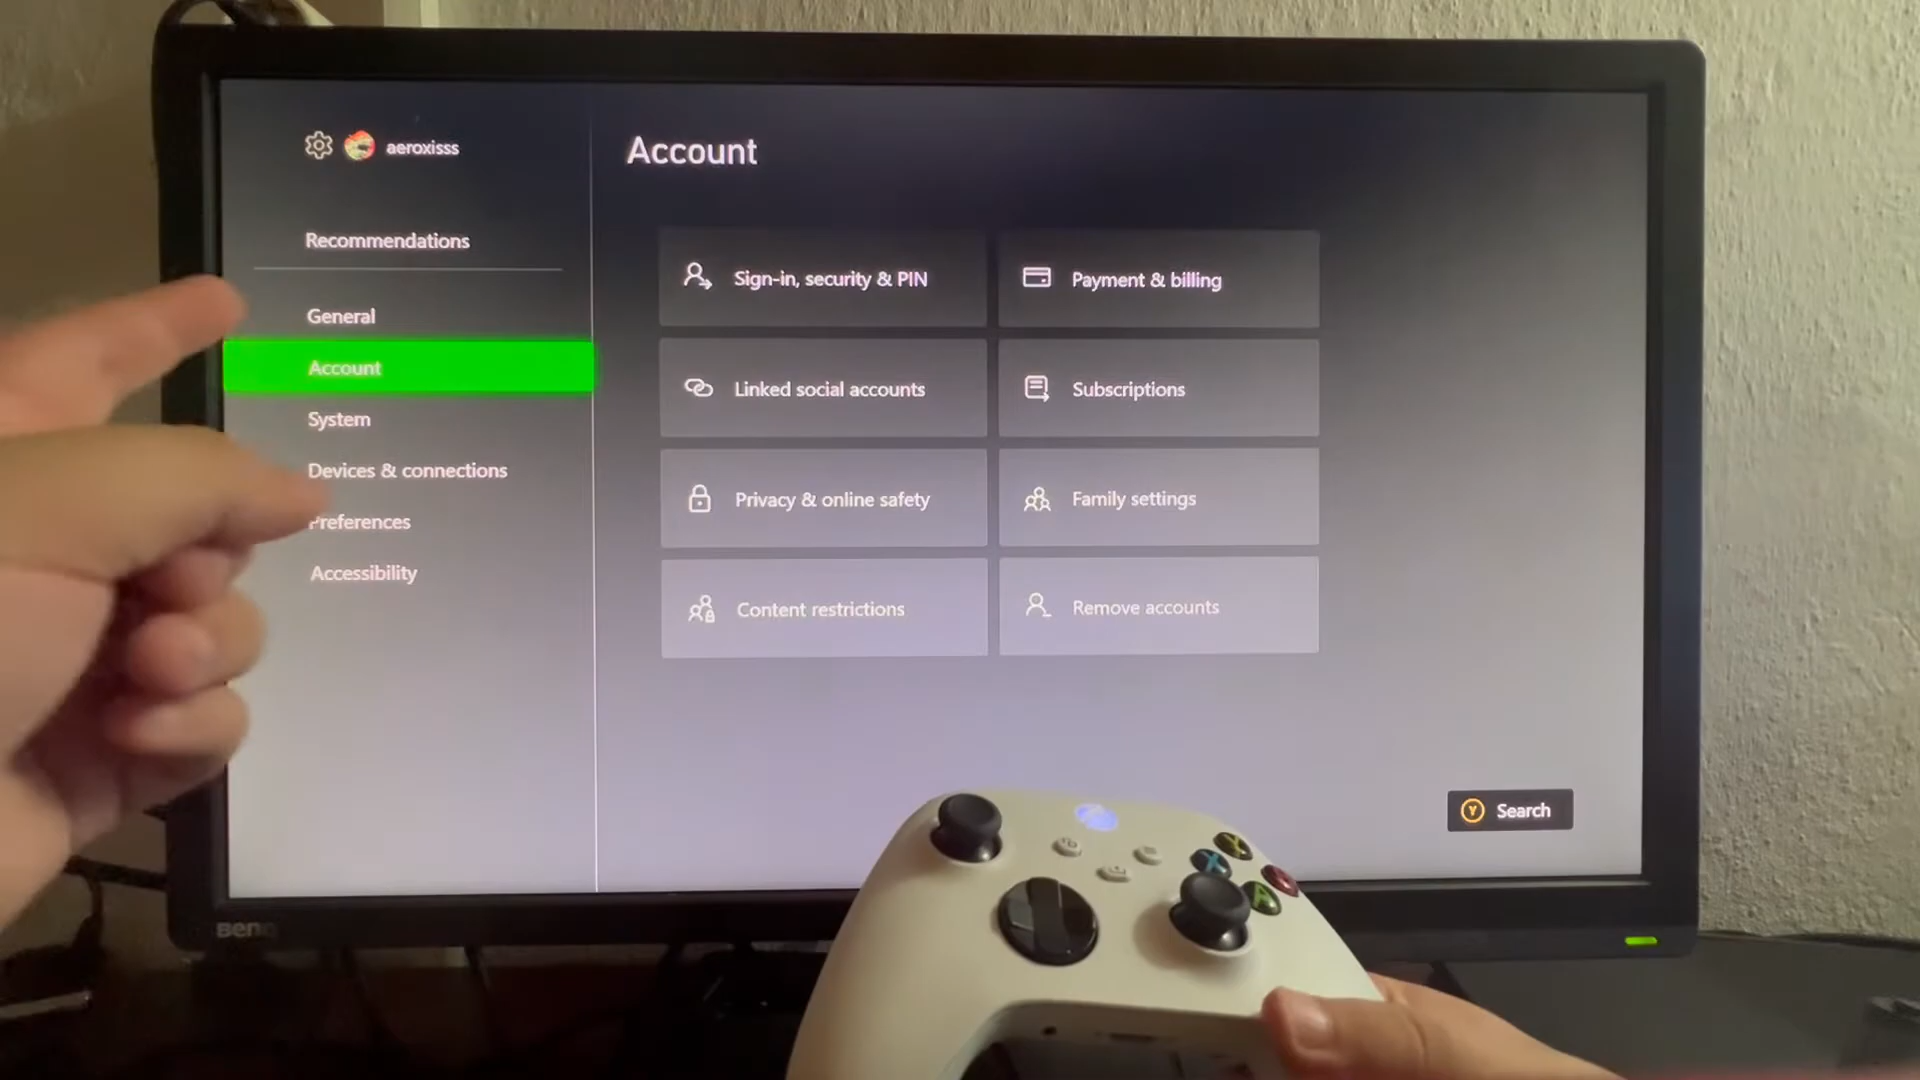 aeroxisss
Account
Recommendations
General
Account
System
Devices & connections
Preferences
Accessibility
Sign-in, security & PIN
Payment & billing
Linked social accounts
Subscriptions
Privacy & online safety
Family settings
Content restrictions
Remove accounts
Y Search
BenQ
X
Y
A